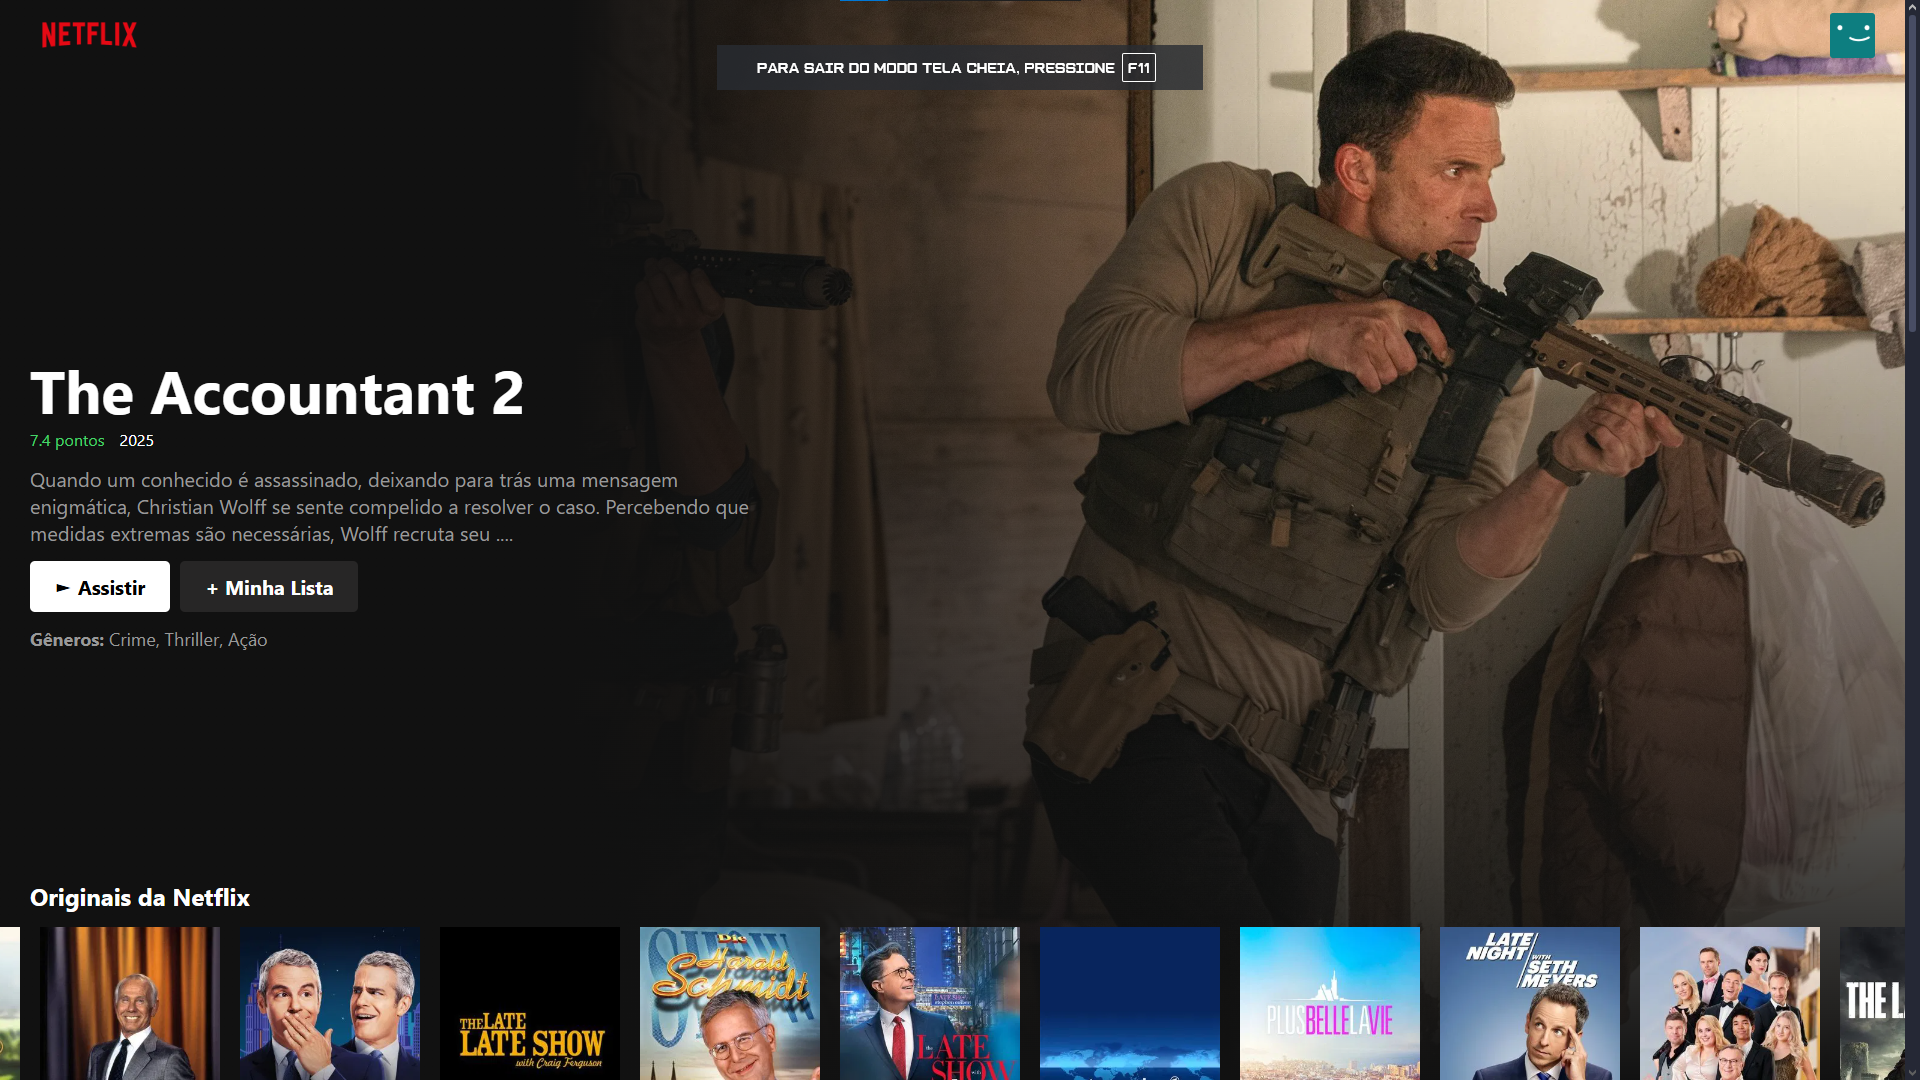 NETFLIX
PARA SAIR DO MODO TELA CHEIA, PRESSIONE F11
The Accountant 2
7.4 pontos 2025
Quando um conhecido é assassinado, deixando para trás uma mensagem
enigmática, Christian Wolff se sente compelido a resolver o caso. Percebendo que
medidas extremas são necessárias, Wolff recruta seu ....
► Assistir
+ Minha Lista
Gêneros: Crime, Thriller, Ação
Originais da Netflix
THE LATE
LATE SHOW
with Craig Ferguson
DIE
Harald
Schmidt
SHOW
the LATE
SHOW
with
PLUS BELLE LA VIE
LATE
NIGHT
WITH
SETH
MEYERS
THE L